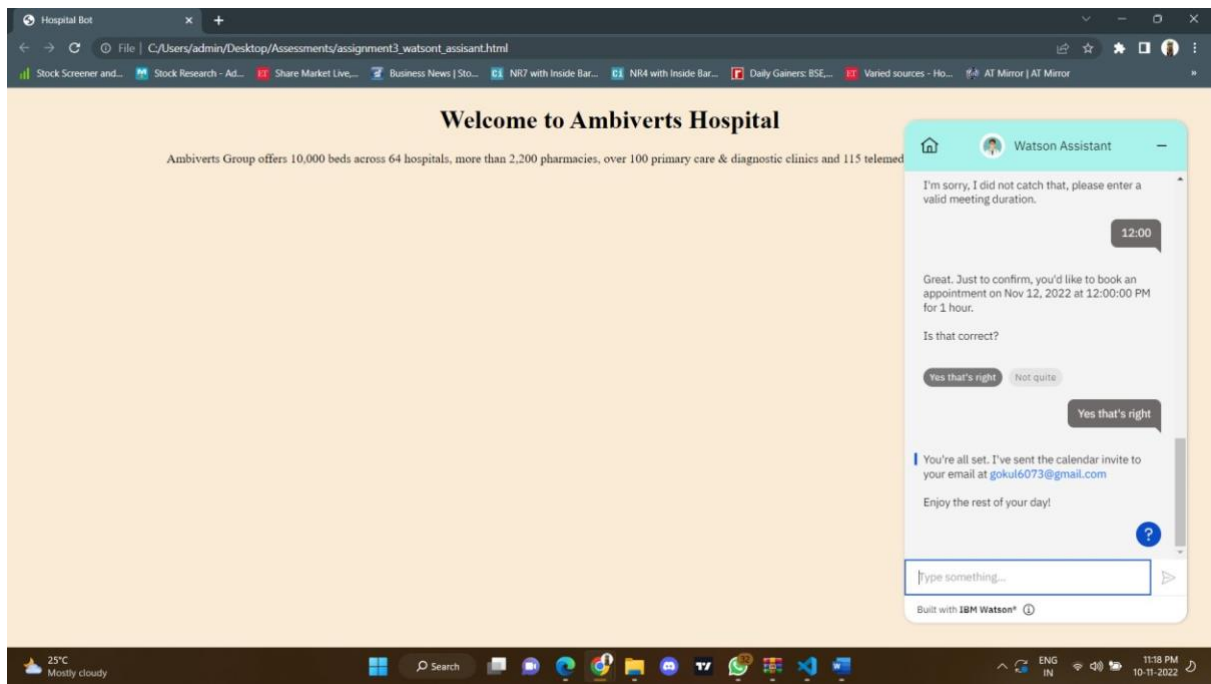 Hospital Bot
File | C:/Users/admin/Desktop/Assessments/assignment3_watsont_assisant.html
Stock Screener and... Stock Research - Ad... Share Market Live,... Business News | Sto... NR7 with Inside Bar... NR4 with Inside Bar... Daily Gainers: BSE,... Varied sources - Ho... AT Mirror | AT Mirror
Welcome to Ambiverts Hospital
Ambiverts Group offers 10,000 beds across 64 hospitals, more than 2,200 pharmacies, over 100 primary care & diagnostic clinics and 115 telemed
Watson Assistant
I'm sorry, I did not catch that, please enter a
valid meeting duration.
12:00
Great. Just to confirm, you'd like to book an
appointment on Nov 12, 2022 at 12:00:00 PM
for 1 hour.
Is that correct?
Yes that's right Not quite
Yes that's right
You're all set. I've sent the calendar invite to
your email at gokul6073@gmail.com
Enjoy the rest of your day!
?
Type something...
Built with IBM Watson®
25°C
Mostly cloudy
Search
ENG
IN
11:18 PM
10-11-2022